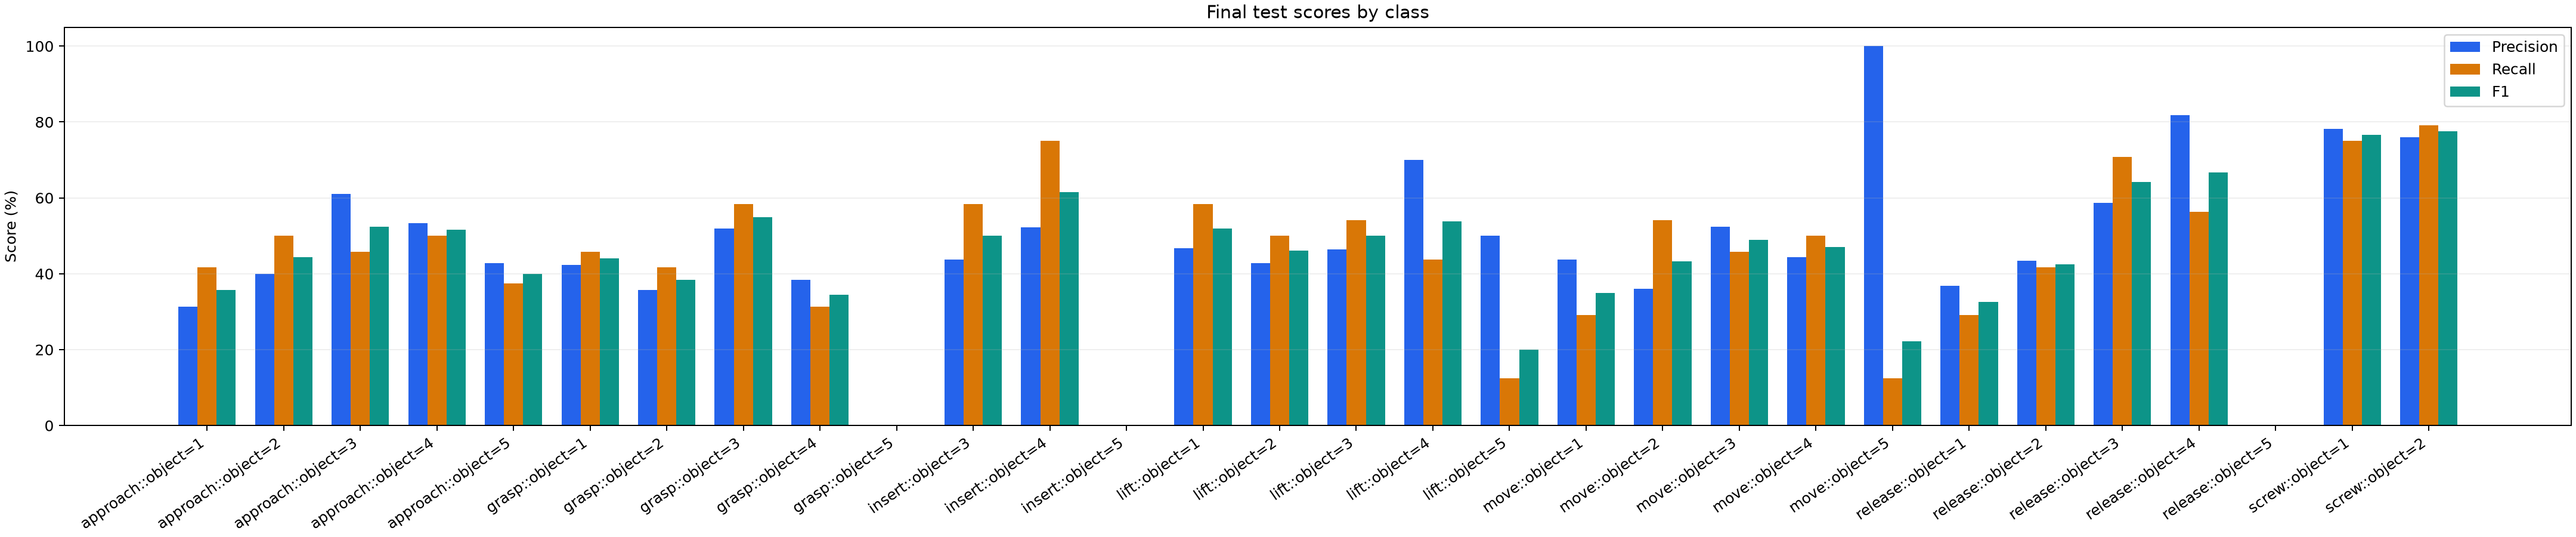 Final test scores by class
Score (%)
100
80
60
40
20
0
Precision
Recall
F1
approach::object=1
approach::object=2
approach::object=3
approach::object=4
approach::object=5
grasp::object=1
grasp::object=2
grasp::object=3
grasp::object=4
grasp::object=5
insert::object=3
insert::object=4
insert::object=5
lift::object=1
lift::object=2
lift::object=3
lift::object=4
lift::object=5
move::object=1
move::object=2
move::object=3
move::object=4
move::object=5
release::object=1
release::object=2
release::object=3
release::object=4
release::object=5
screw::object=1
screw::object=2